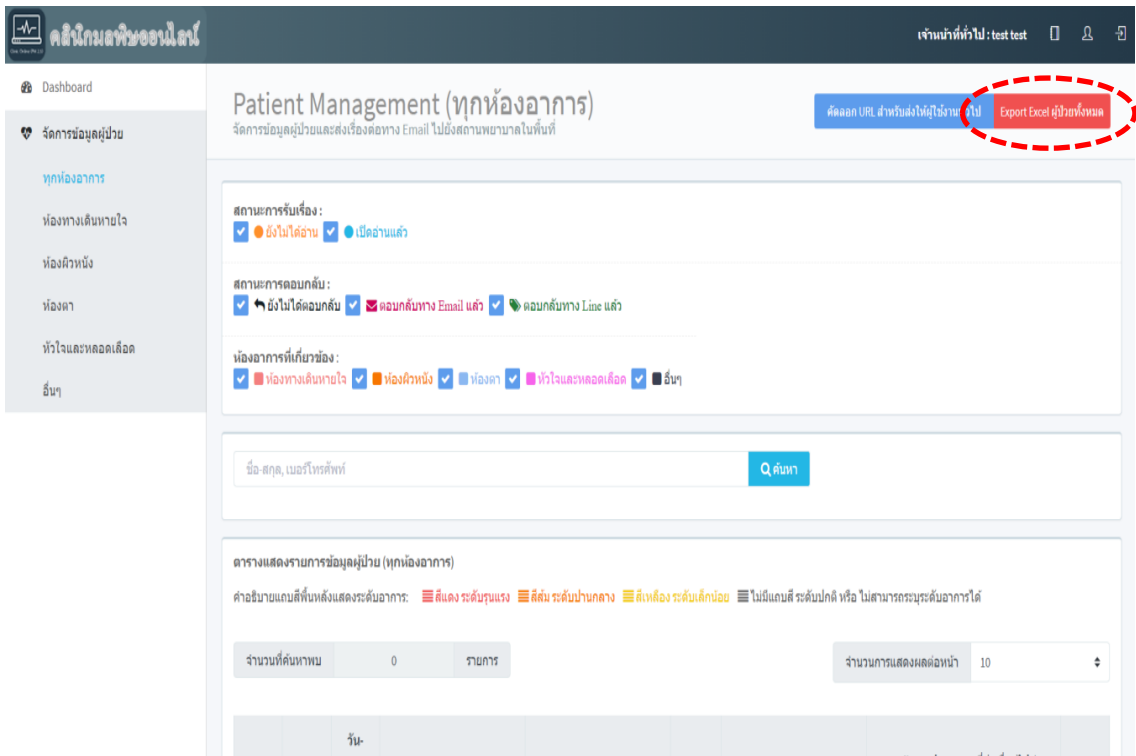 คลินิกมลพิษออนไลน์
เจ้าหน้าที่ทั่วไป : test test
Dashboard
จัดการข้อมูลผู้ป่วย
ทุกห้องอาการ
ห้องทางเดินหายใจ
ห้องผิวหนัง
ห้องตา
หัวใจและหลอดเลือด
อื่นๆ
Patient Management (ทุกห้องอาการ)
จัดการข้อมูลผู้ป่วยและส่งเรื่องต่อทาง Email ไปยังสถานพยาบาลในพื้นที่
คัดลอก URL สำหรับส่งให้ผู้ใช้งานทั่วไป Export Excel ผู้ป่วยทั้งหมด
สถานะการรับเรื่อง :
ยังไม่ได้อ่าน เปิดอ่านแล้ว
สถานะการตอบกลับ :
ยังไม่ได้ตอบกลับ ตอบกลับทาง Email แล้ว ตอบกลับทาง Line แล้ว
ห้องอาการที่เกี่ยวข้อง :
ห้องทางเดินหายใจ ห้องผิวหนัง ห้องตา หัวใจและหลอดเลือด อื่นๆ
ชื่อ-สกุล, เบอร์โทรศัพท์ ค้นหา
ตารางแสดงรายการข้อมูลผู้ป่วย (ทุกห้องอาการ)
คำอธิบายแถบสีพื้นหลังแสดงระดับอาการ: สีแดง ระดับรุนแรง สีส้ม ระดับปานกลาง สีเหลือง ระดับเล็กน้อย ไม่มีแถบสี ระดับปกติ หรือ ไม่สามารถระบุระดับอาการได้
จำนวนที่ค้นหาพบ 0 รายการ จำนวนการแสดงผลต่อหน้า 10
วัน-